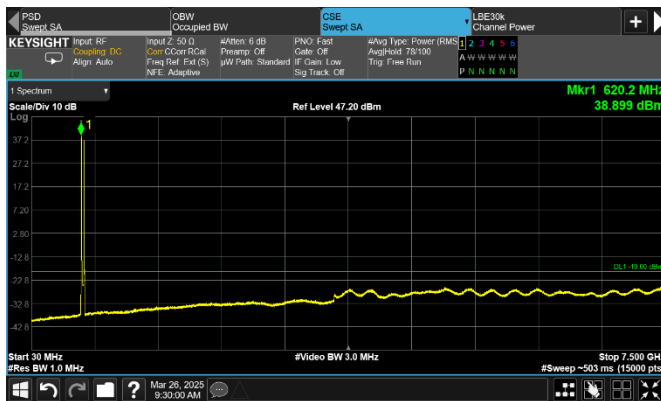 PSD
Swept SA
OBW
Occupied BW
CSE
Swept SA
LBE30k
Channel Power
KEYSIGHT
Input: RF
Coupling: DC
Align: Auto
Input Z: 50 Ω
Corr CCorr RCal
Freq Ref: Ext (S)
NFE: Adaptive
#Atten: 6 dB
Preamp: Off
µW Path: Standard
PNO: Fast
Gate: Off
IF Gain: Low
Sig Track: Off
#Avg Type: Power (RMS
Avg|Hold: 78/100
Trig: Free Run
1 2 3 4 5 6
A W W W W W
P N N N N N
1 Spectrum
Scale/Div 10 dB
Log
Ref Level 47.20 dBm
Mkr1 620.2 MHz
38.899 dBm
1
37.2
27.2
17.2
7.20
-2.80
-12.8
-22.8
-32.8
-42.8
DL1 -19.00 dBm
Start 30 MHz
#Res BW 1.0 MHz
#Video BW 3.0 MHz
Stop 7.500 GHz
#Sweep ~503 ms (15000 pts)
Mar 26, 2025
9:30:00 AM